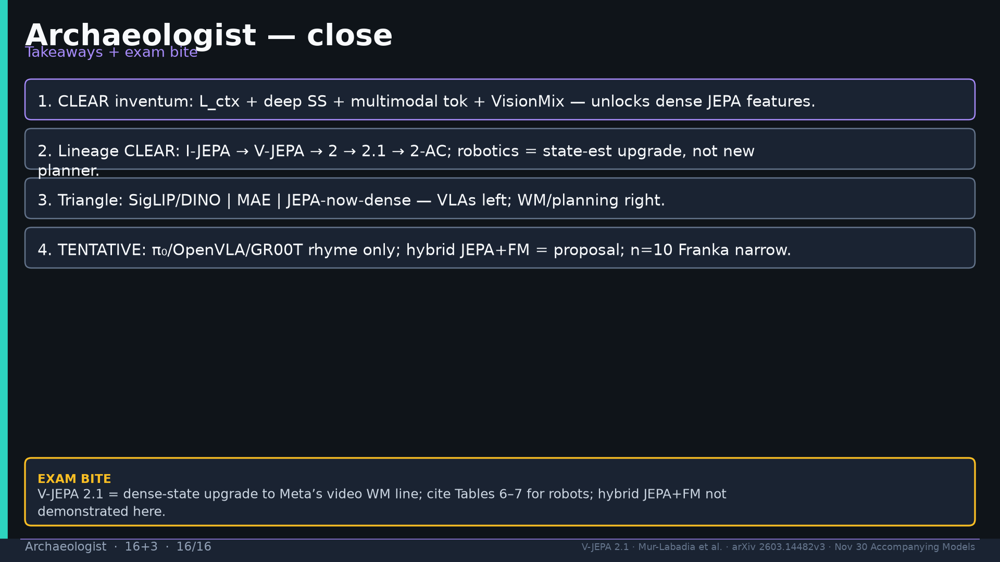 Archaeologist — close
Takeaways + exam bite
1. CLEAR inventum: L_ctx + deep SS + multimodal tok + VisionMix — unlocks dense JEPA features.
2. Lineage CLEAR: I-JEPA → V-JEPA → 2 → 2.1 → 2-AC; robotics = state-est upgrade, not new
planner.
3. Triangle: SigLIP/DINO | MAE | JEPA-now-dense — VLAs left; WM/planning right.
4. TENTATIVE: π₀/OpenVLA/GR00T rhyme only; hybrid JEPA+FM = proposal; n=10 Franka narrow.
EXAM BITE
V-JEPA 2.1 = dense-state upgrade to Meta’s video WM line; cite Tables 6–7 for robots; hybrid JEPA+FM not
demonstrated here.
Archaeologist · 16+3 · 16/16
V-JEPA 2.1 · Mur-Labadia et al. · arXiv 2603.14482v3 · Nov 30 Accompanying Models